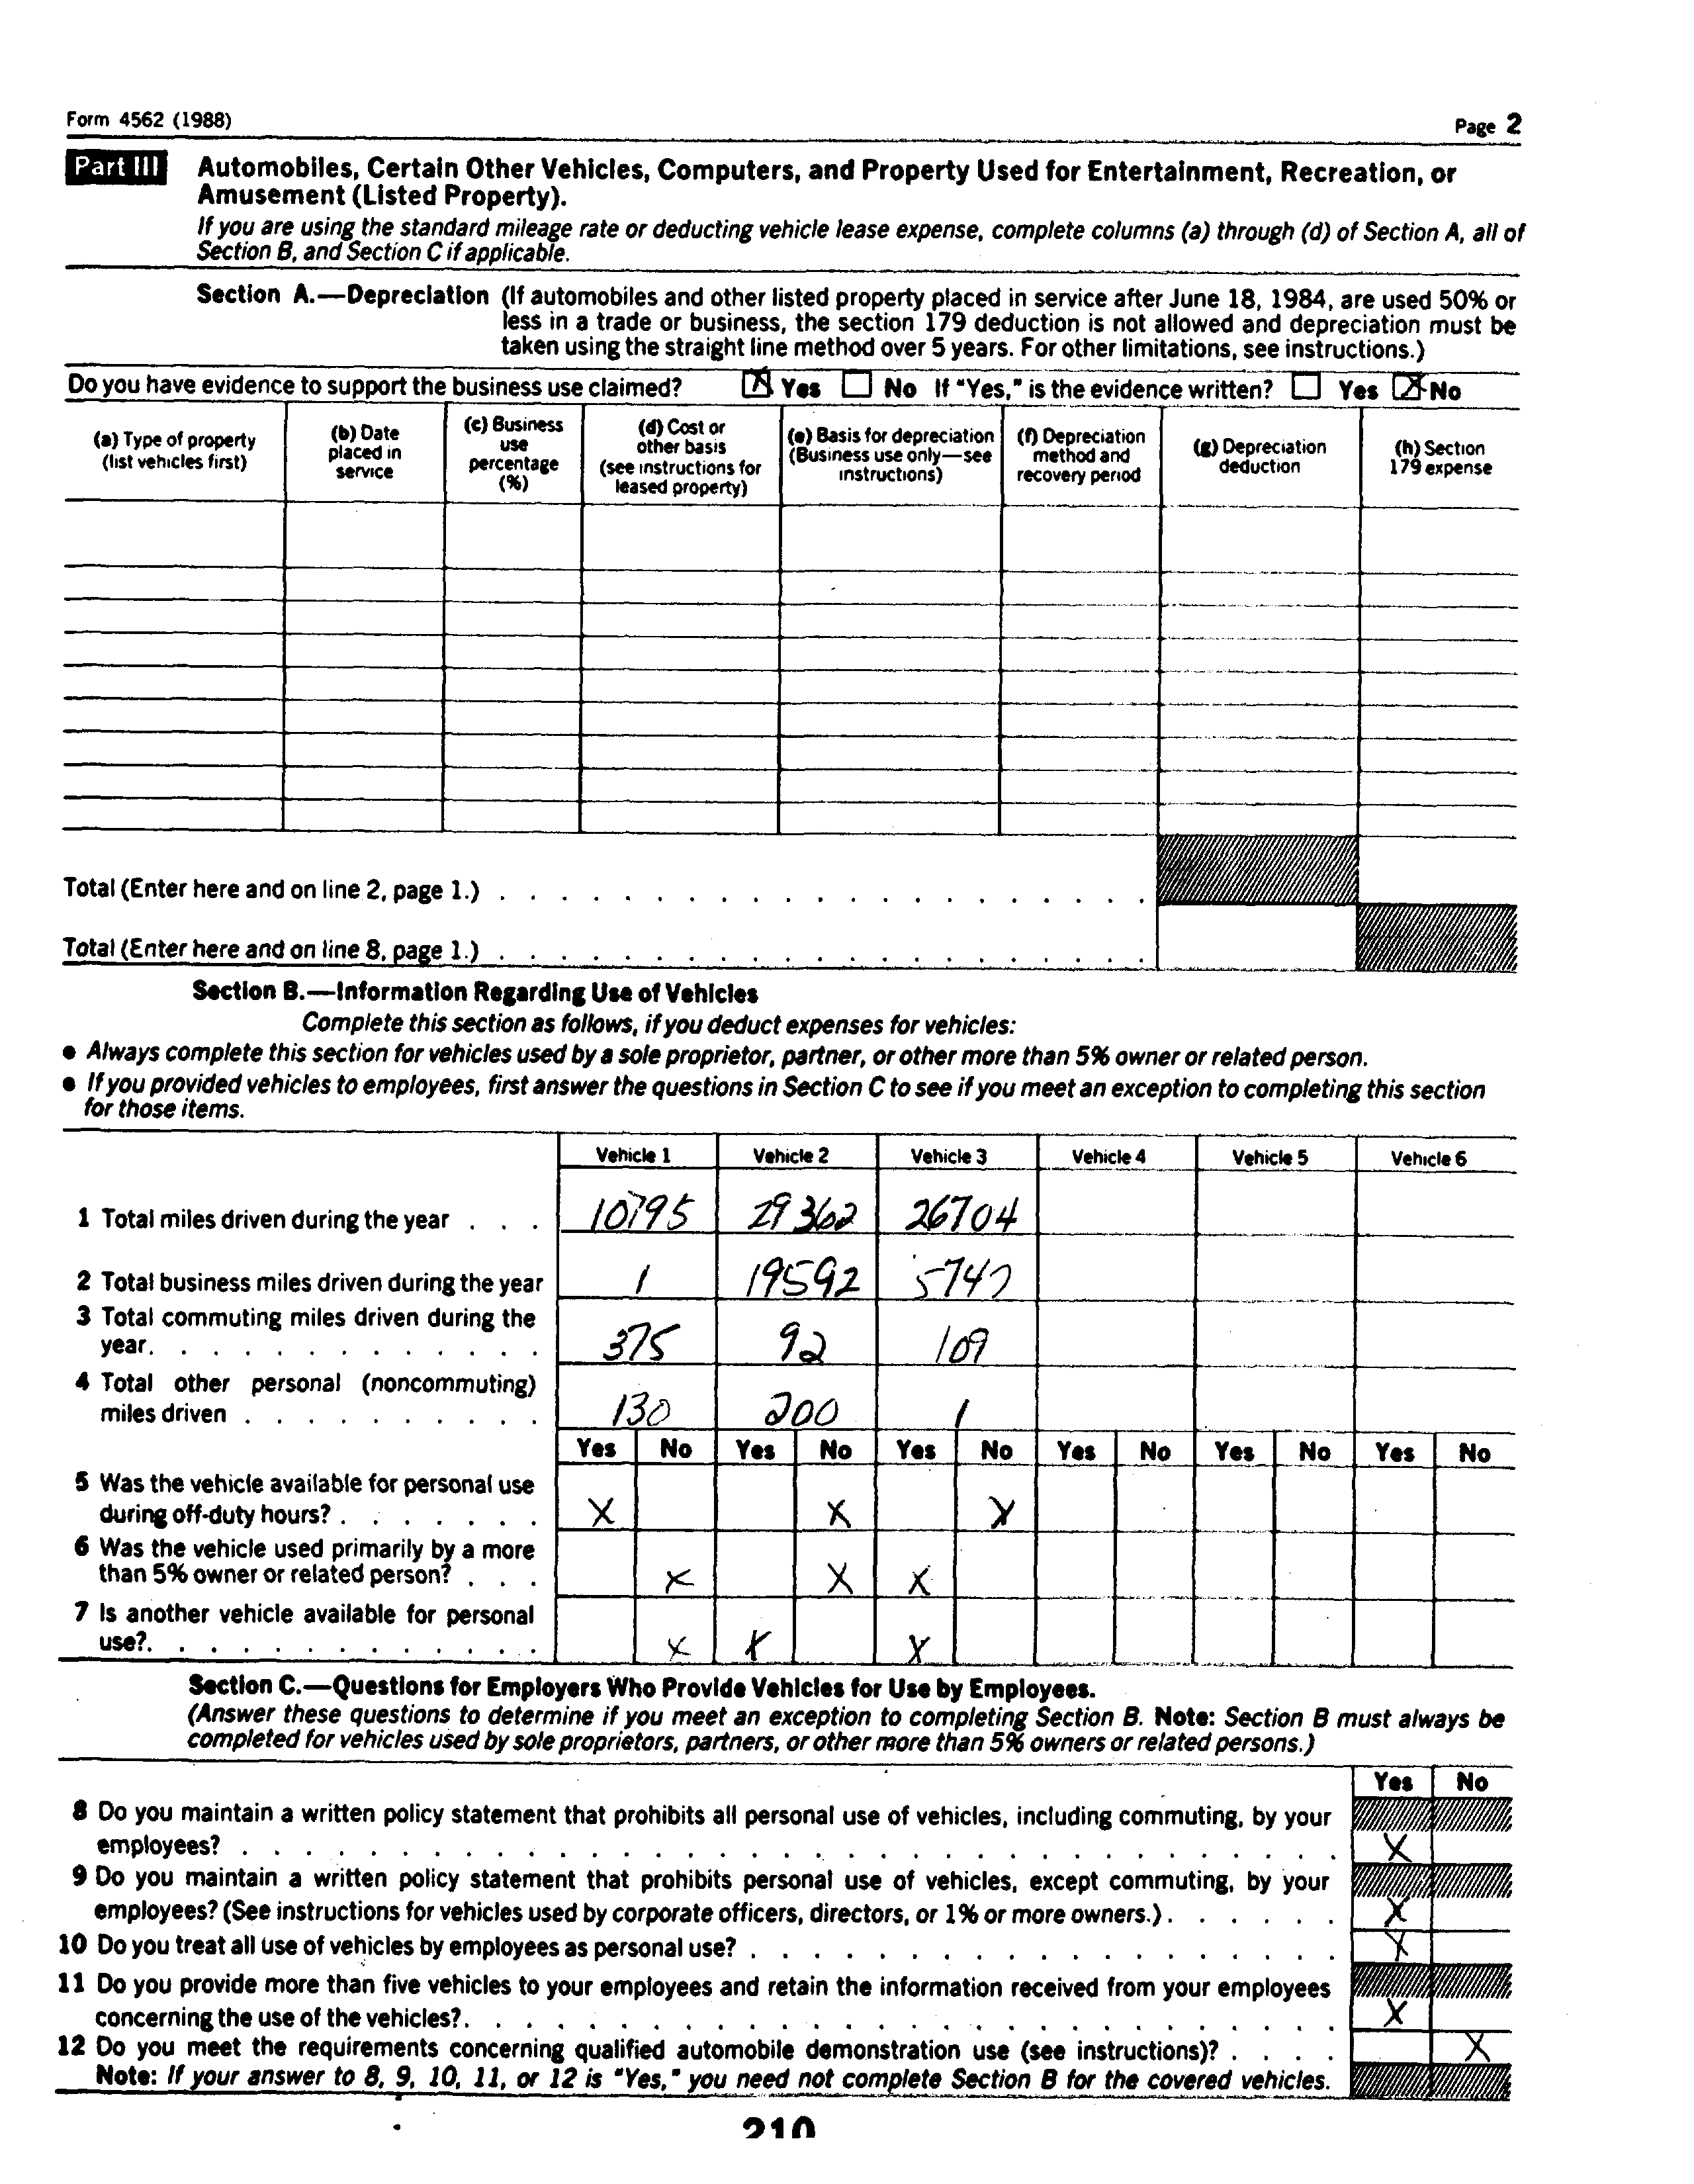 Form 4562 (1988)
Page 2
Part III Automobiles, Certain Other Vehicles, Computers, and Property Used for Entertainment, Recreation, or
Amusement (Listed Property).
If you are using the standard mileage rate or deducting vehicle lease expense, complete columns (a) through (d) of Section A, all of
Section B, and Section C if applicable.
Section A.—Depreciation (If automobiles and other listed property placed in service after June 18, 1984, are used 50% or
less in a trade or business, the section 179 deduction is not allowed and depreciation must be
taken using the straight line method over 5 years. For other limitations, see instructions.)
Do you have evidence to support the business use claimed? X Yes No If "Yes," is the evidence written? Yes X No
(a) Type of property
(list vehicles first)
(b) Date
placed in
service
(c) Business
use
percentage
(%)
(d) Cost or
other basis
(see instructions for
leased property)
(e) Basis for depreciation
(Business use only—see
instructions)
(f) Depreciation
method and
recovery period
(g) Depreciation
deduction
(h) Section
179 expense
Total (Enter here and on line 2, page 1.) . . . . . . . . . . . . . . . . . . . . .
Total (Enter here and on line 8, page 1.) . . . . . . . . . . . . . . . . . . . . .
Section B.—Information Regarding Use of Vehicles
Complete this section as follows, if you deduct expenses for vehicles:
● Always complete this section for vehicles used by a sole proprietor, partner, or other more than 5% owner or related person.
● If you provided vehicles to employees, first answer the questions in Section C to see if you meet an exception to completing this section
for those items.
Vehicle 1 Vehicle 2 Vehicle 3 Vehicle 4 Vehicle 5 Vehicle 6
1 Total miles driven during the year . . . 10795 29362 26704
2 Total business miles driven during the year 1 19592 5747
3 Total commuting miles driven during the
year. . . . . . . . . . . . . 375 92 109
4 Total other personal (noncommuting)
miles driven . . . . . . . . . . 130 200 1
Yes No Yes No Yes No Yes No Yes No Yes No
5 Was the vehicle available for personal use
during off-duty hours? . . . . . . . X X X
6 Was the vehicle used primarily by a more
than 5% owner or related person? . . . X X X
7 Is another vehicle available for personal
use?. . . . . . . . . . . . . X X X
Section C.—Questions for Employers Who Provide Vehicles for Use by Employees.
(Answer these questions to determine if you meet an exception to completing Section B. Note: Section B must always be
completed for vehicles used by sole proprietors, partners, or other more than 5% owners or related persons.)
Yes No
8 Do you maintain a written policy statement that prohibits all personal use of vehicles, including commuting, by your
employees? . . . . . . . . . . . . . . . . . . . . . . . . . . . . . . . . . . . X
9 Do you maintain a written policy statement that prohibits personal use of vehicles, except commuting, by your
employees? (See instructions for vehicles used by corporate officers, directors, or 1% or more owners.) . . . . . . X
10 Do you treat all use of vehicles by employees as personal use? . . . . . . . . . . . . . . . . . . . X
11 Do you provide more than five vehicles to your employees and retain the information received from your employees
concerning the use of the vehicles?. . . . . . . . . . . . . . . . . . . . . . . . . . . . X
12 Do you meet the requirements concerning qualified automobile demonstration use (see instructions)? . . . . X
Note: If your answer to 8, 9, 10, 11, or 12 is "Yes," you need not complete Section B for the covered vehicles.
210